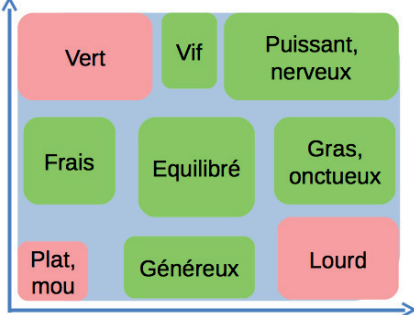 Vert
Vif
Puissant,
nerveux
Frais
Equilibré
Gras,
onctueux
Plat,
mou
Généreux
Lourd